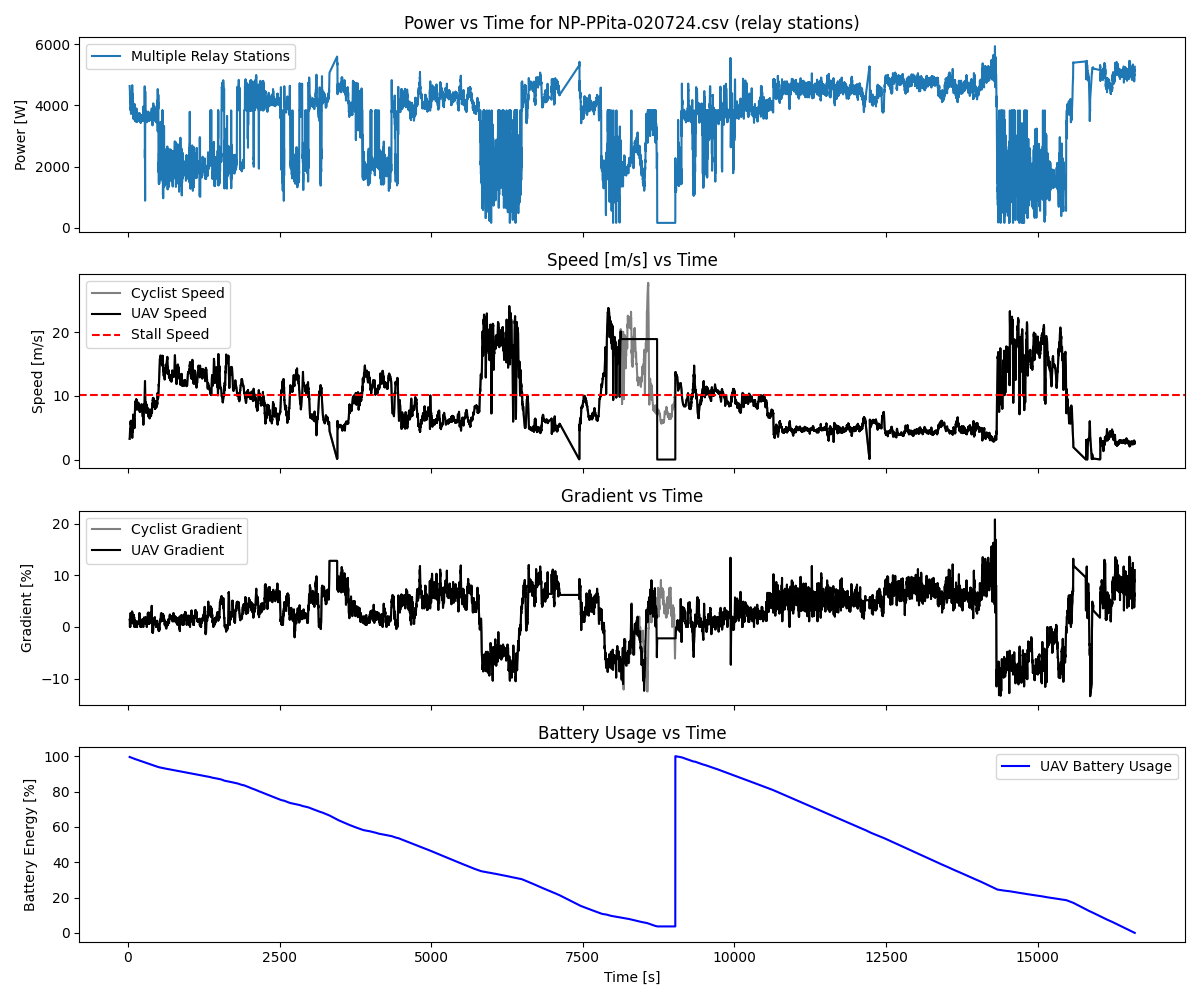 Power vs Time for NP-PPita-020724.csv (relay stations)
Multiple Relay Stations
Power [W]
6000
4000
2000
0
Speed [m/s] vs Time
Cyclist Speed
UAV Speed
Stall Speed
Speed [m/s]
20
10
0
Gradient vs Time
Cyclist Gradient
UAV Gradient
Gradient [%]
20
10
0
−10
Battery Usage vs Time
UAV Battery Usage
Battery Energy [%]
100
80
60
40
20
0
0 2500 5000 7500 10000 12500 15000
Time [s]